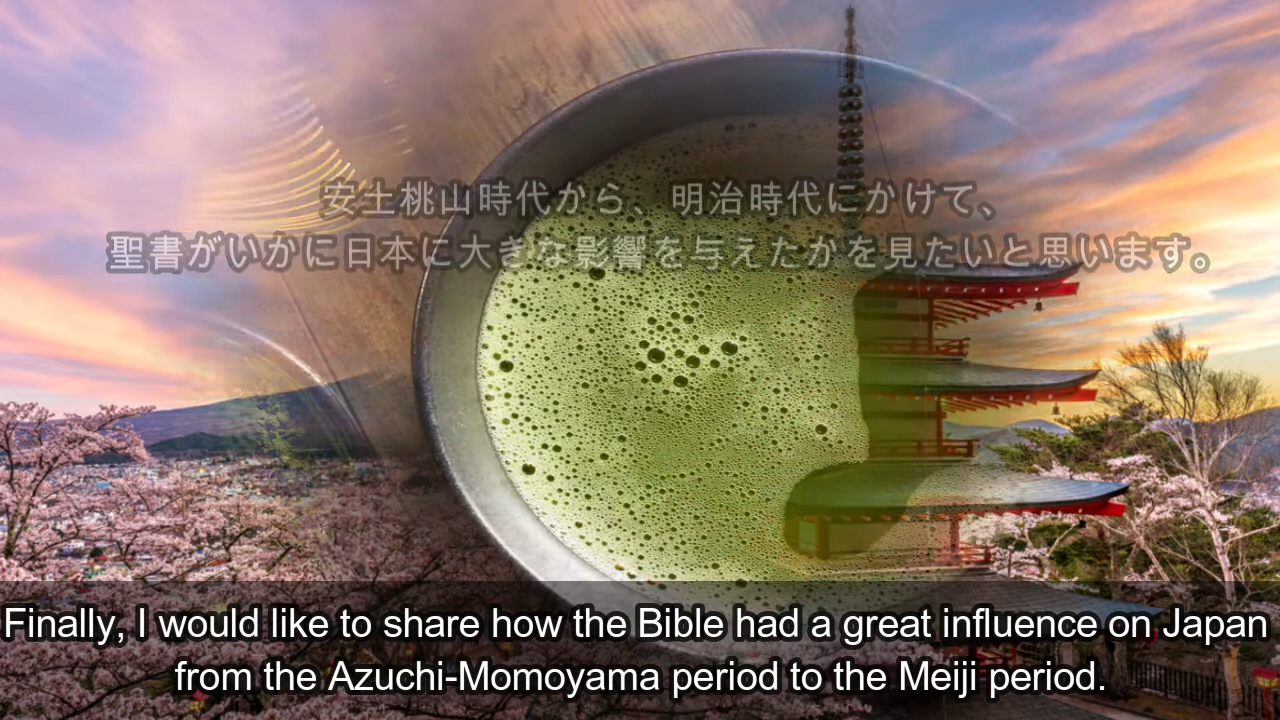 安土桃山時代から、明治時代にかけて、
聖書がいかに日本に大きな影響を与えたかを見たいと思います。
Finally, I would like to share how the Bible had a great influence on Japan
from the Azuchi-Momoyama period to the Meiji period.